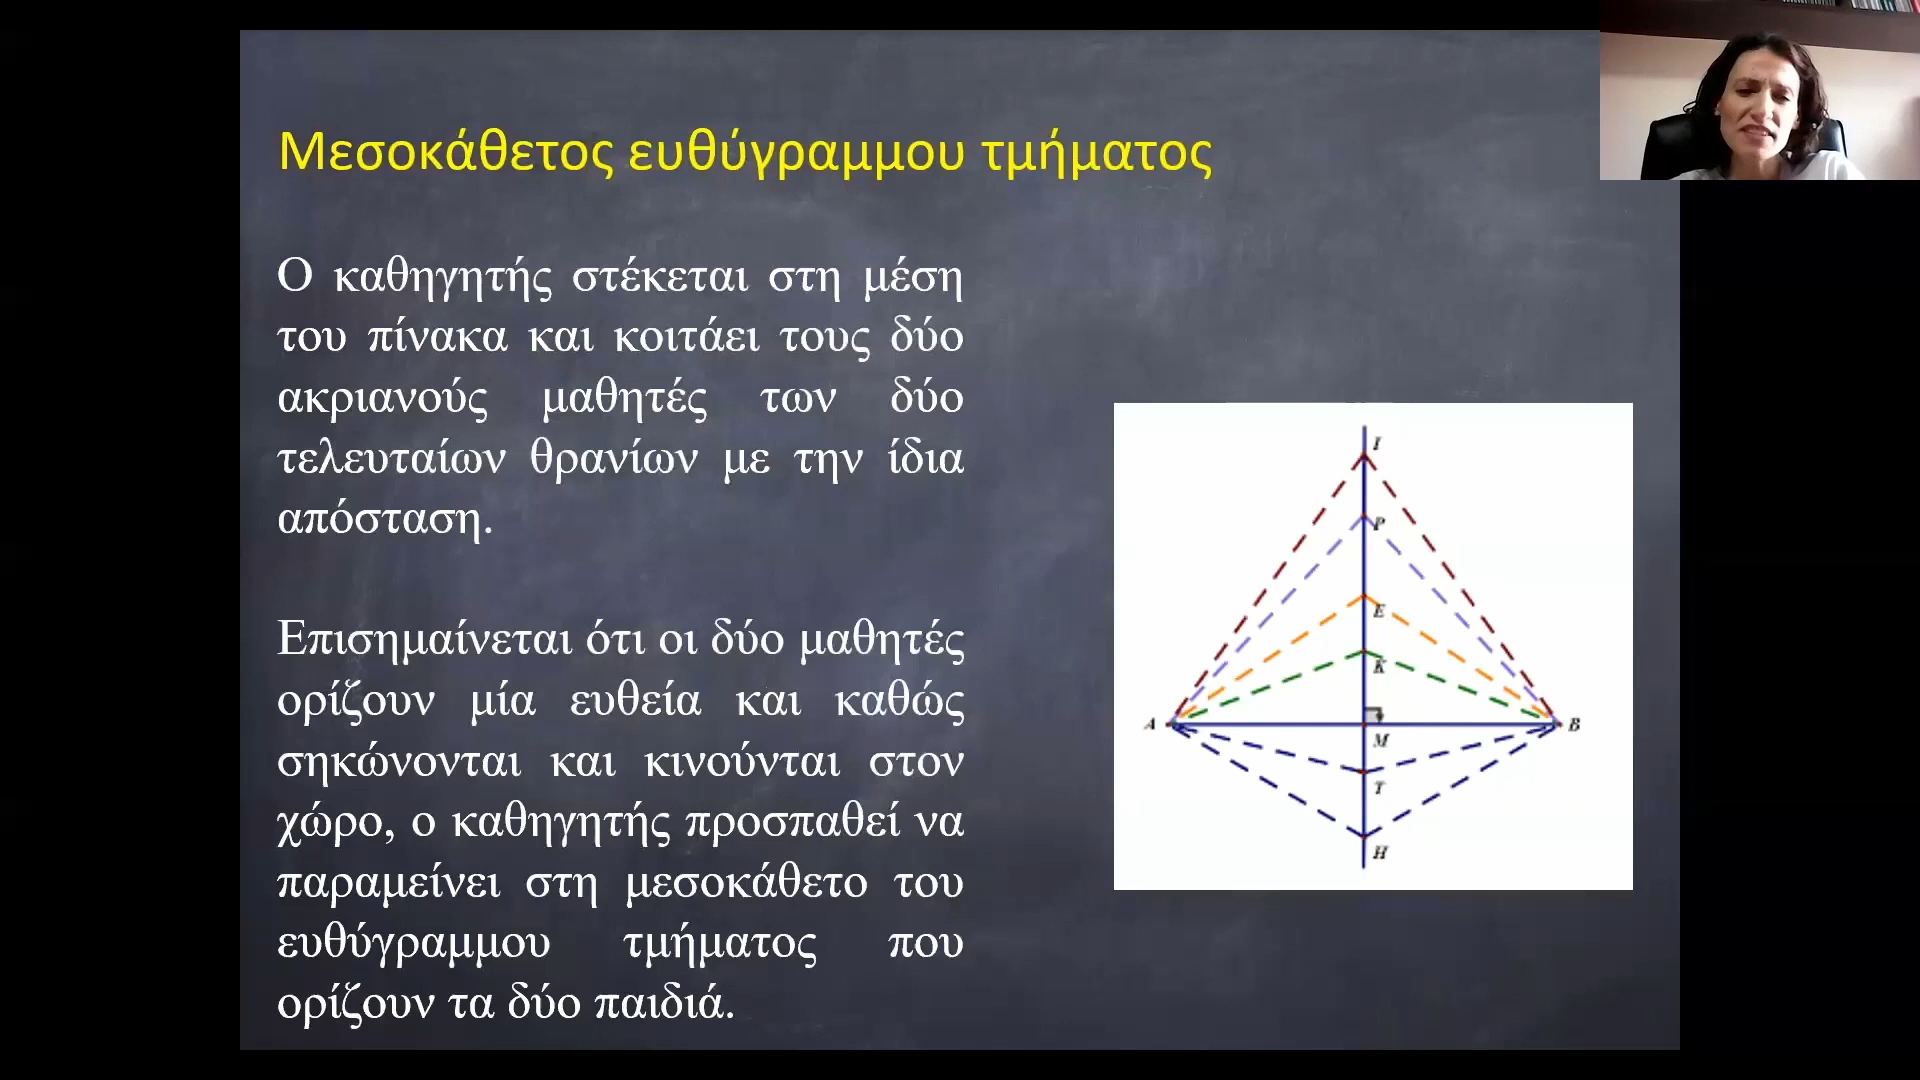 Μεσοκάθετος ευθύγραμμου τμήματος
Ο καθηγητής στέκεται στη μέση
του πίνακα και κοιτάει τους δύο
ακριανούς μαθητές των δύο
τελευταίων θρανίων με την ίδια
απόσταση.
Επισημαίνεται ότι οι δύο μαθητές
ορίζουν μία ευθεία και καθώς
σηκώνονται και κινούνται στον
χώρο, ο καθηγητής προσπαθεί να
παραμείνει στη μεσοκάθετο του
ευθύγραμμου τμήματος που
ορίζουν τα δύο παιδιά.
I
P
E
K
A
B
M
T
H